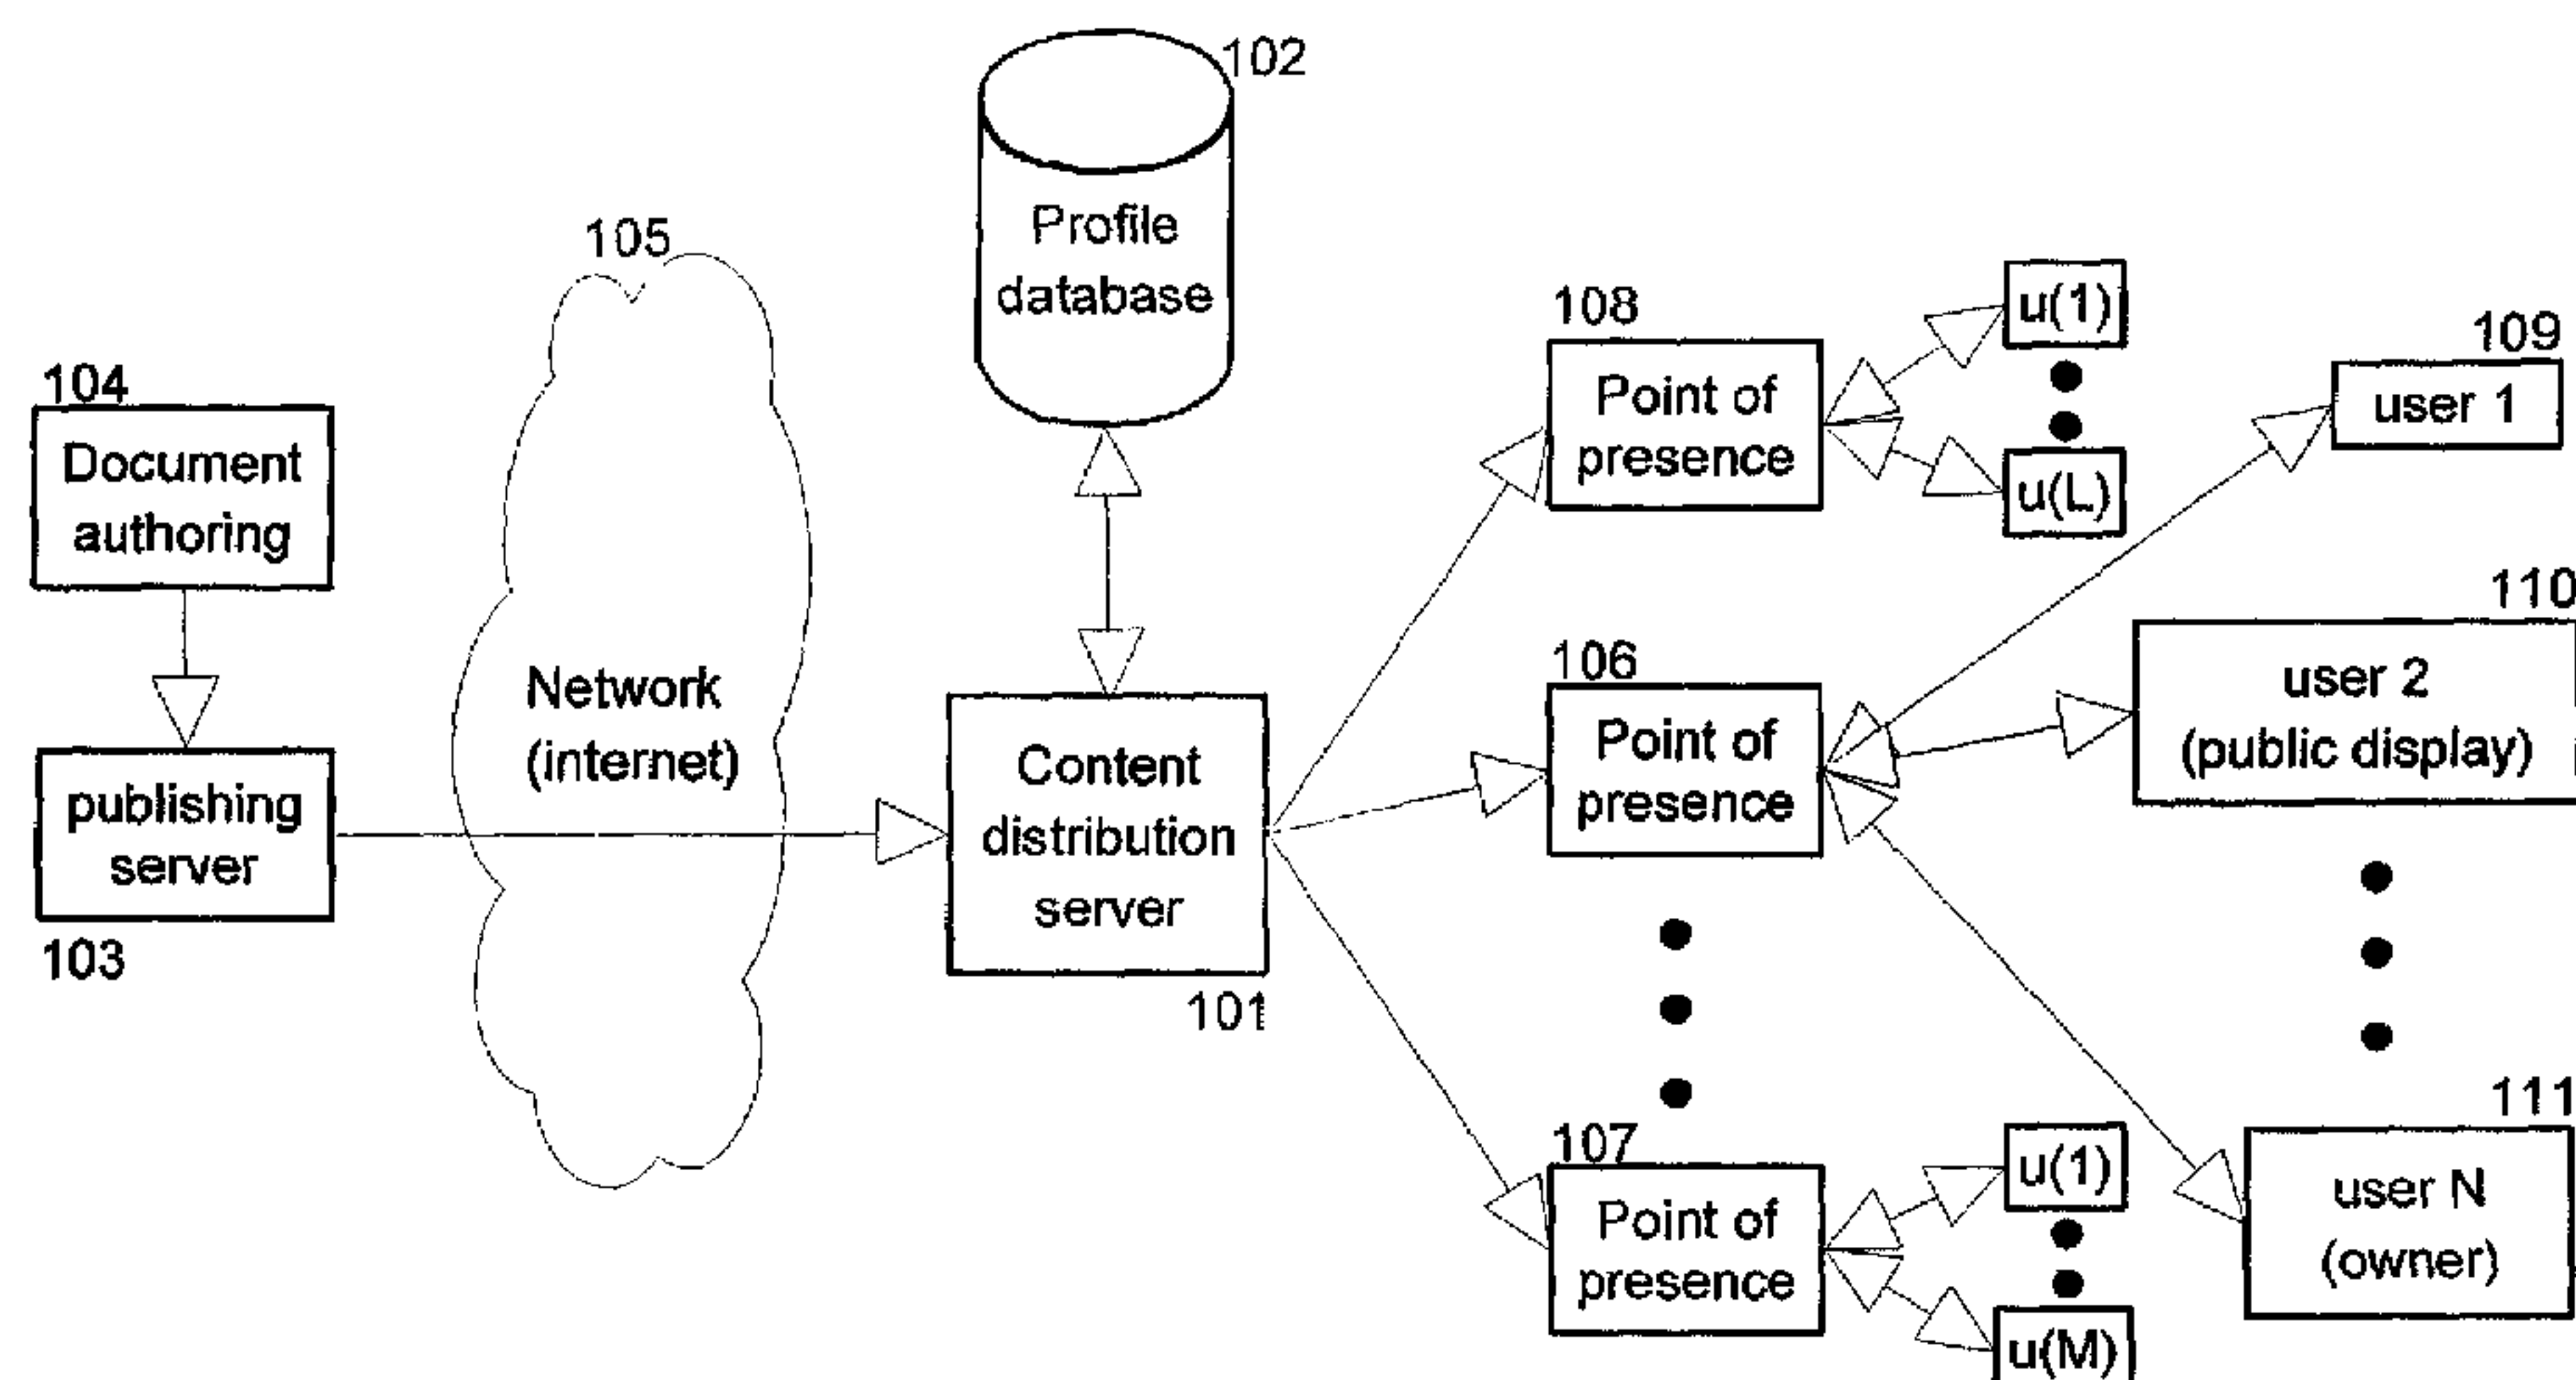 102
Profile
database
105
104
Document
authoring
publishing
server
103
Network
(internet)
Content
distribution
server
101
108
Point of
presence
u(1)
u(L)
109
user 1
106
Point of
presence
110
user 2
(public display)
107
Point of
presence
u(1)
u(M)
111
user N
(owner)